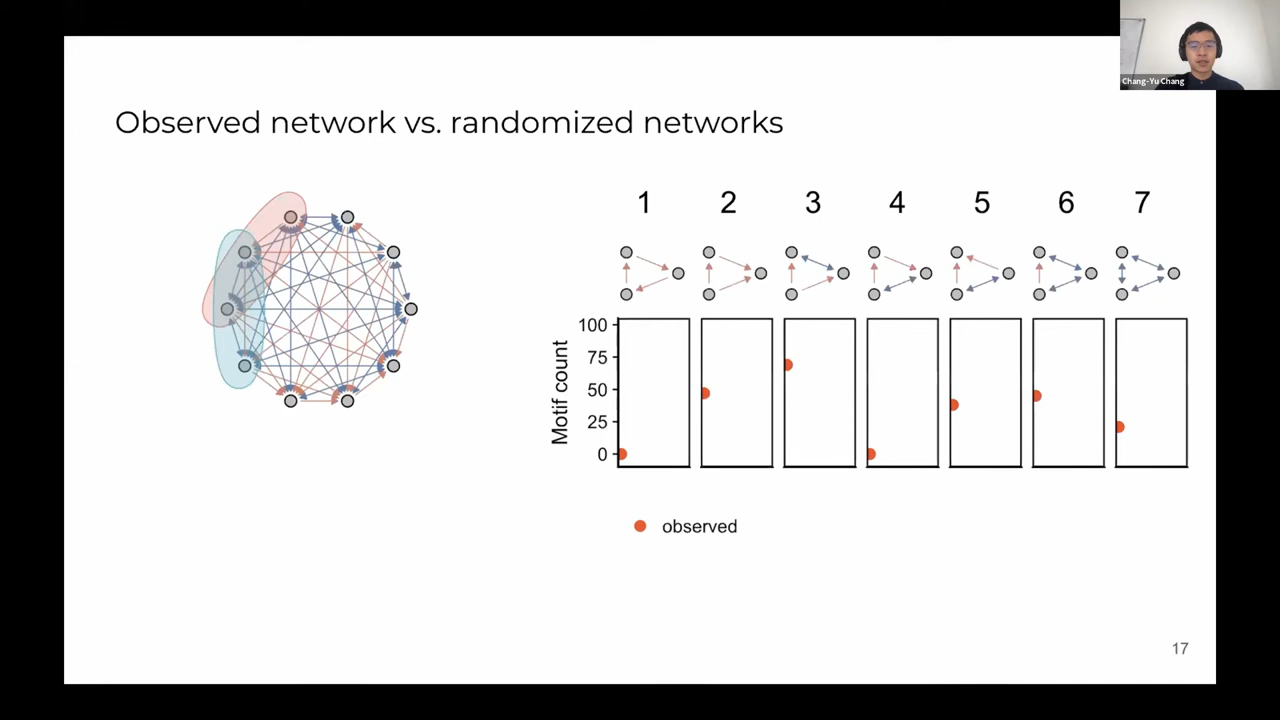 Chang-Yu Chang
Observed network vs. randomized networks
1 2 3 4 5 6 7
Motif count
100
75
50
25
0
observed
17